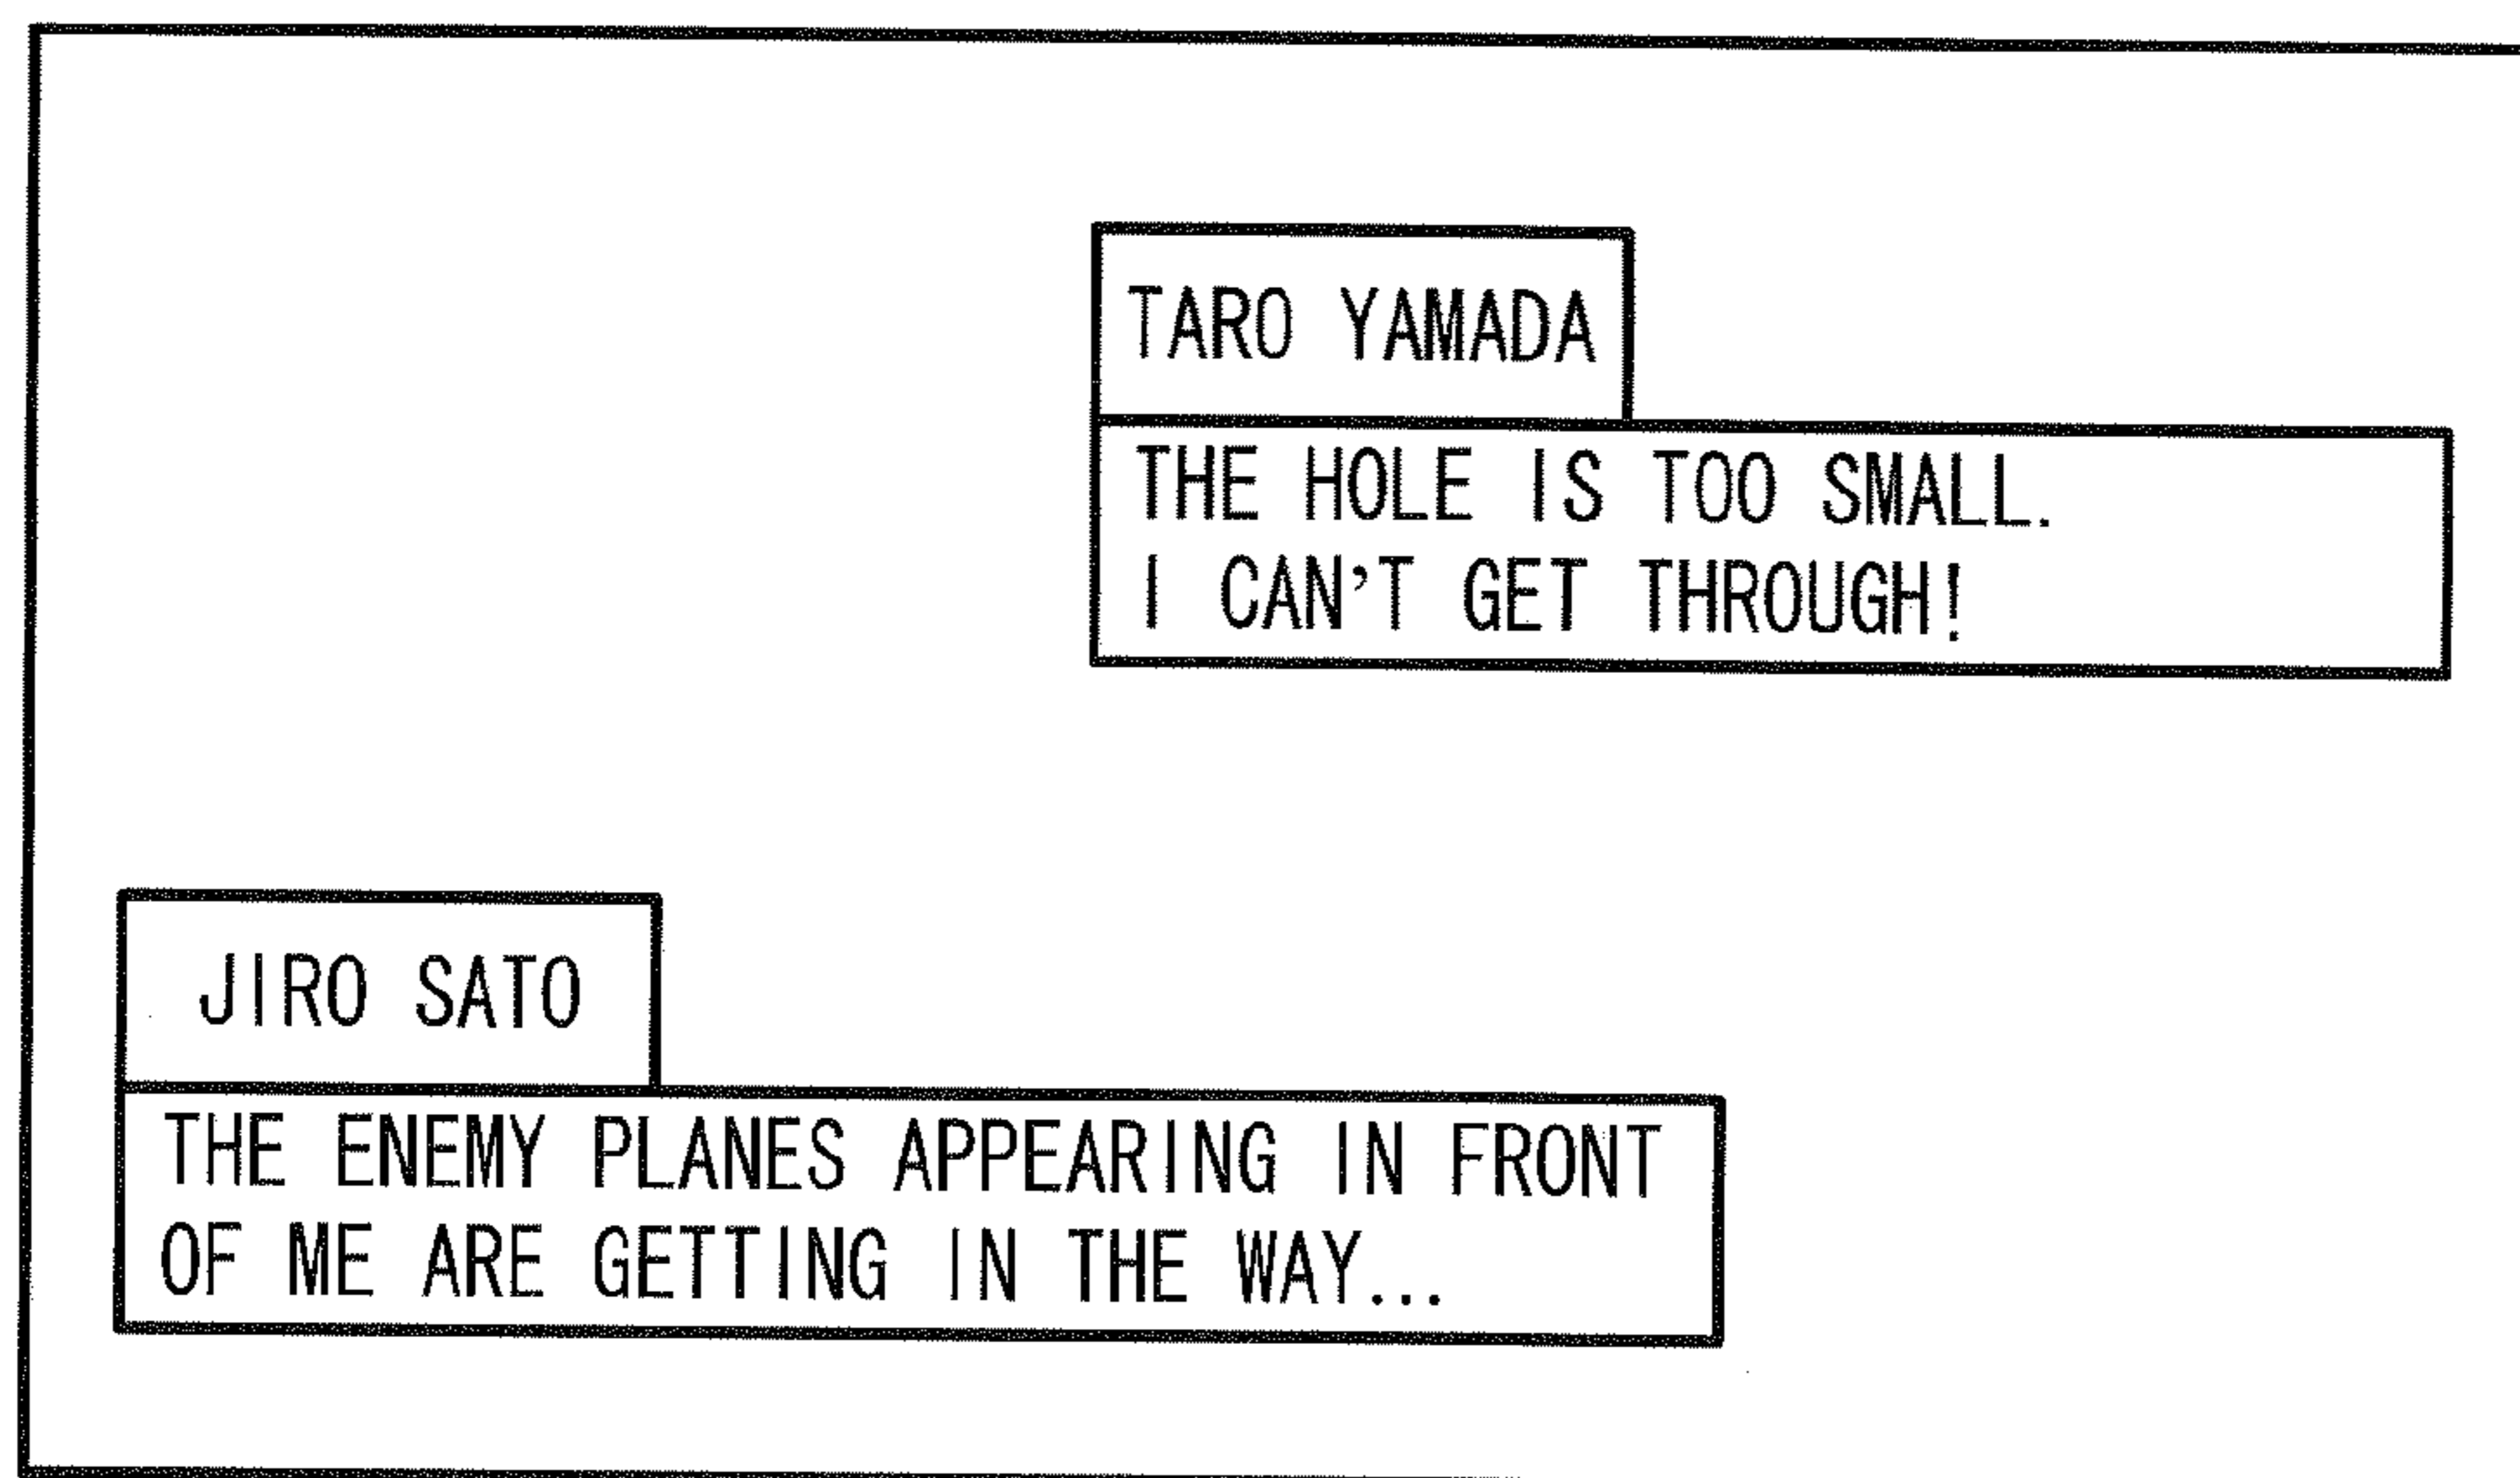 TARO YAMADA
THE HOLE IS TOO SMALL.
I CAN'T GET THROUGH!
JIRO SATO
THE ENEMY PLANES APPEARING IN FRONT
OF ME ARE GETTING IN THE WAY...